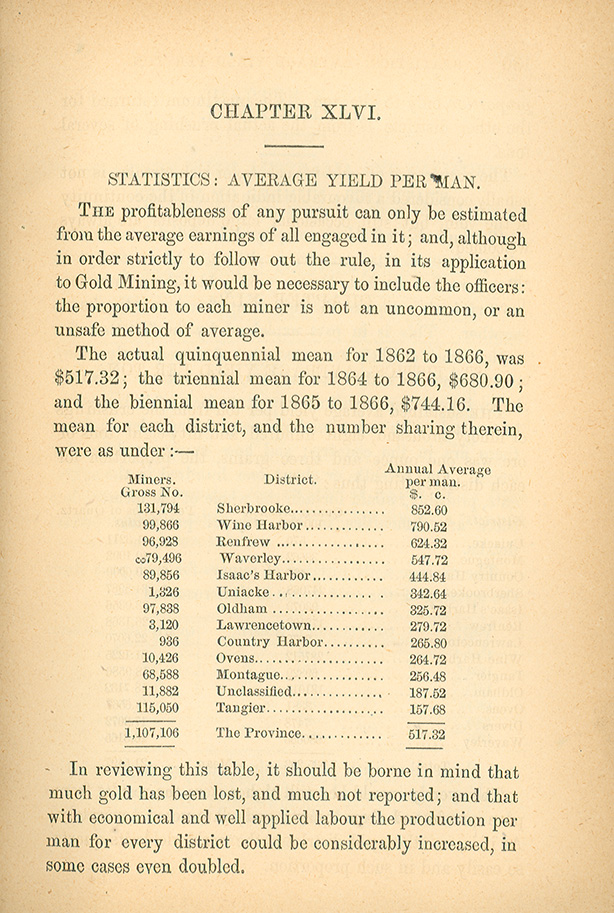 CHAPTER XLVI.
STATISTICS: AVERAGE YIELD PER MAN.
THE profitableness of any pursuit can only be estimated
from the average earnings of all engaged in it; and, although
in order strictly to follow out the rule, in its application
to Gold Mining, it would be necessary to include the officers:
the proportion to each miner is not an uncommon, or an
unsafe method of average.
The actual quinquennial mean for 1862 to 1866, was
$517.32; the triennial mean for 1864 to 1866, $680.90;
and the biennial mean for 1865 to 1866, $744.16. The
mean for each district, and the number sharing therein,
were as under:—
Miners. Gross No. District. Annual Average per man. $. c.
131,794 Sherbrooke............... 852.60
99,866 Wine Harbor............ 790.52
96,928 Renfrew ................ 624.32
379,496 Waverley................ 547.72
89,856 Isaac's Harbor........... 444.84
1,326 Uniacke................. 342.64
97,838 Oldham ................ 325.72
3,120 Lawrencetown........... 279.72
936 Country Harbor.......... 265.80
10,426 Ovens.................... 264.72
68,588 Montague................ 256.48
11,882 Unclassified.............. 187.52
115,050 Tangier.................. 157.68
1,107,106 The Province............ 517.32
In reviewing this table, it should be borne in mind that
much gold has been lost, and much not reported; and that
with economical and well applied labour the production per
man for every district could be considerably increased, in
some cases even doubled.